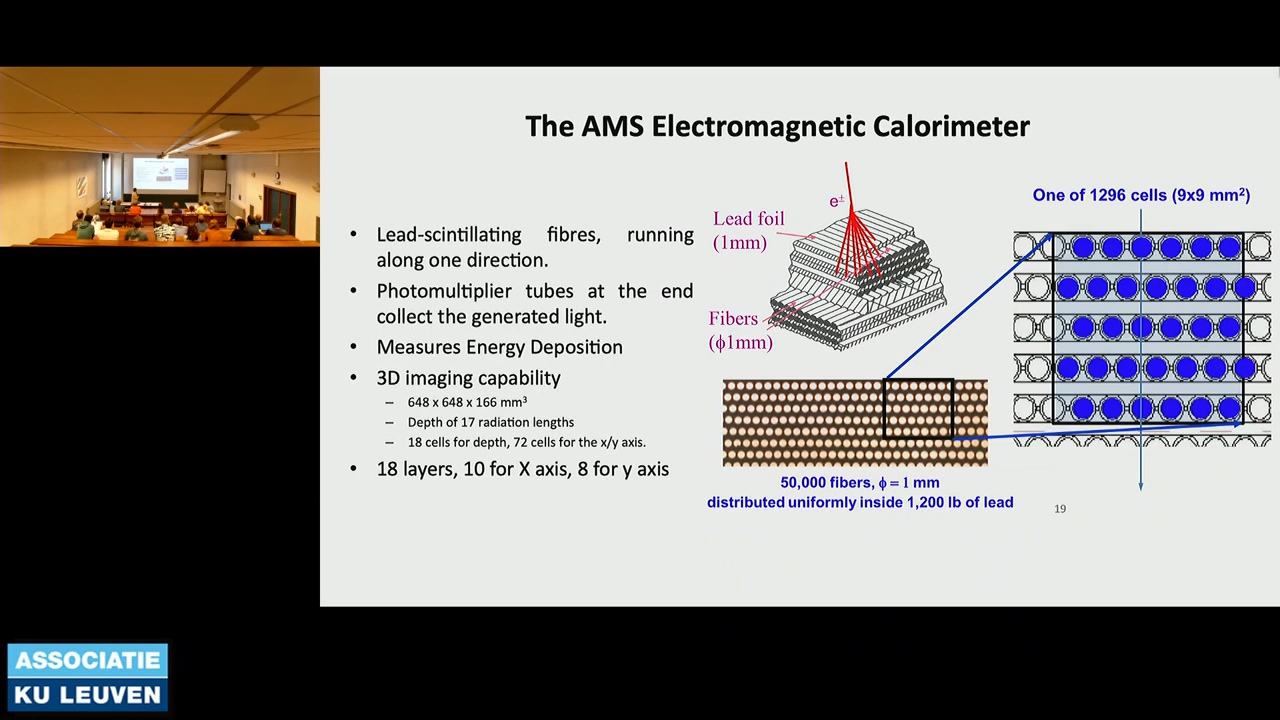 The AMS Electromagnetic Calorimeter
• Lead-scintillating fibres, running
along one direction.
• Photomultiplier tubes at the end
collect the generated light.
• Measures Energy Deposition
• 3D imaging capability
– 648 x 648 x 166 mm³
– Depth of 17 radiation lengths
– 18 cells for depth, 72 cells for the x/y axis.
• 18 layers, 10 for X axis, 8 for y axis
e±
Lead foil
(1mm)
Fibers
(ϕ1mm)
One of 1296 cells (9x9 mm²)
50,000 fibers, ϕ = 1 mm
distributed uniformly inside 1,200 lb of lead
19
ASSOCIATIE
KU LEUVEN